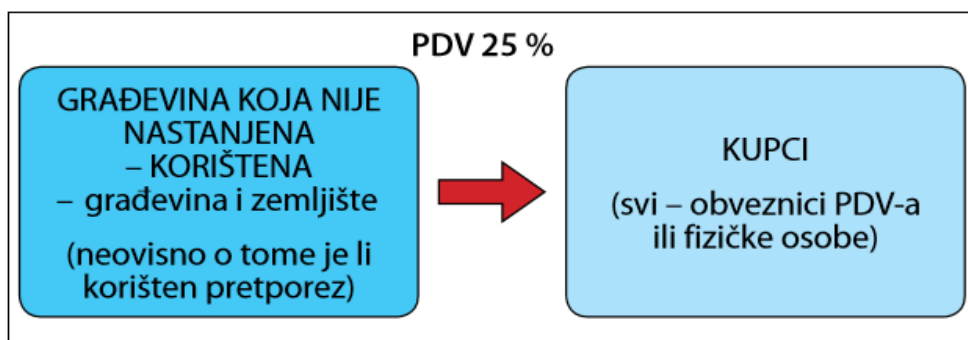 PDV 25 %
GRAĐEVINA KOJA NIJE
NASTANJENA
– KORIŠTENA
– građevina i zemljište
(neovisno o tome je li
korišten pretporez)
KUPCI
(svi – obveznici PDV-a
ili fizičke osobe)